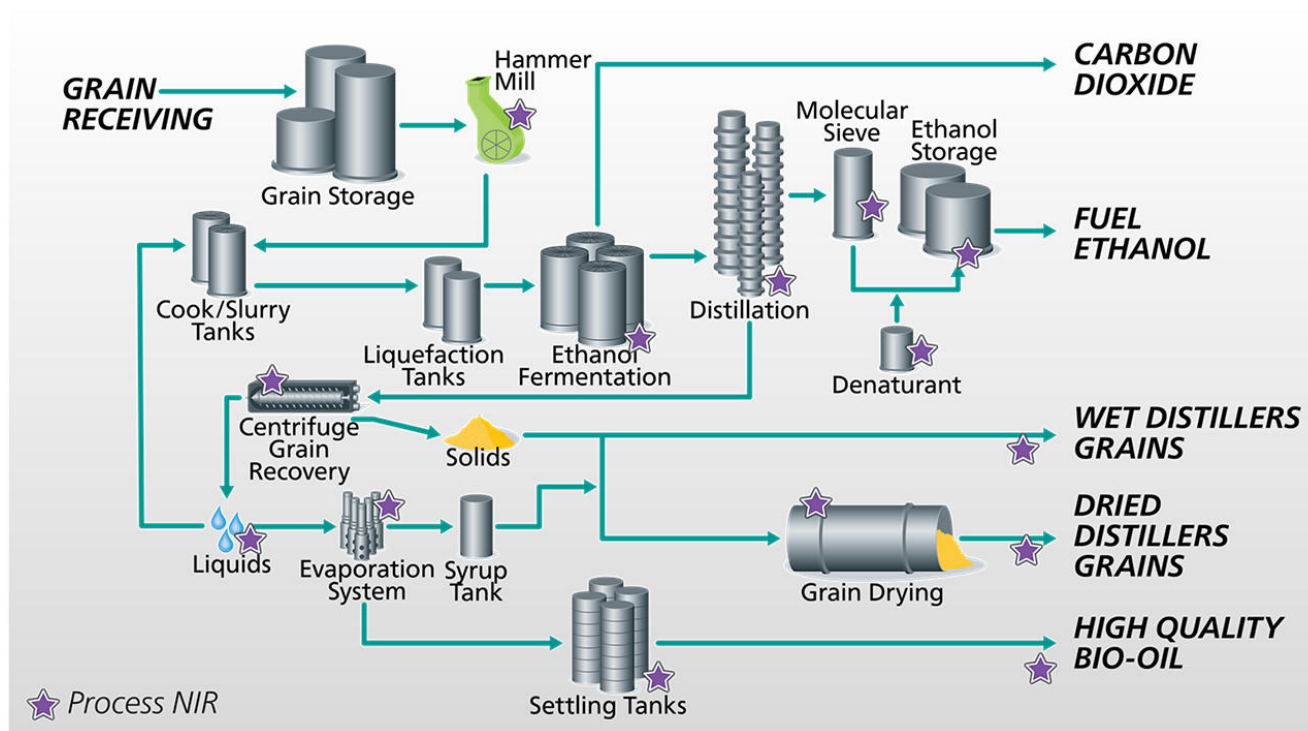 GRAIN
RECEIVING
Grain Storage
Hammer
Mill
CARBON
DIOXIDE
Molecular
Sieve
Ethanol
Storage
FUEL
ETHANOL
Cook/Slurry
Tanks
Liquefaction
Tanks
Ethanol
Fermentation
Distillation
Denaturant
Centrifuge
Grain
Recovery
Solids
WET DISTILLERS
GRAINS
Liquids
Evaporation
System
Syrup
Tank
Grain Drying
DRIED
DISTILLERS
GRAINS
Settling Tanks
HIGH QUALITY
BIO-OIL
Process NIR